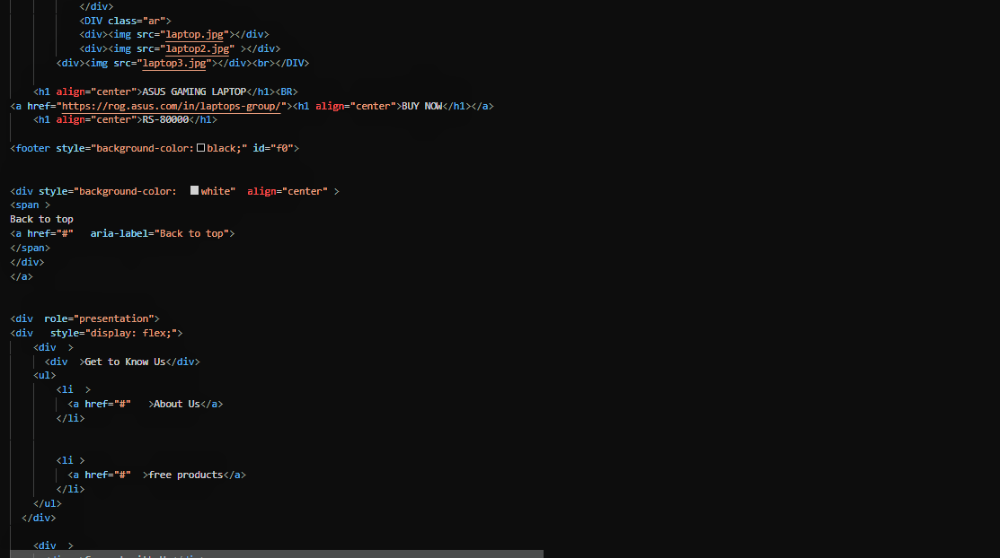 </div>
<DIV class="ar">
<div><img src="laptop.jpg"></div>
<div><img src="laptop2.jpg" ></div>
<div><img src="laptop3.jpg"></div><br></DIV>
<h1 align="center">ASUS GAMING LAPTOP</h1><BR>
<a href="https://rog.asus.com/in/laptops-group/"><h1 align="center">BUY NOW</h1></a>
<h1 align="center">RS-80000</h1>
<footer style="background-color:black;" id="f0">
<div style="background-color:  white"  align="center" >
<span >
Back to top
<a href="#"   aria-label="Back to top">
</span>
</div>
</a>
<div  role="presentation">
<div   style="display: flex;">
<div  >
<div  >Get to Know Us</div>
<ul>
<li  >
<a href="#"   >About Us</a>
</li>
<li >
<a href="#"  >free products</a>
</li>
</ul>
</div>
<div  >